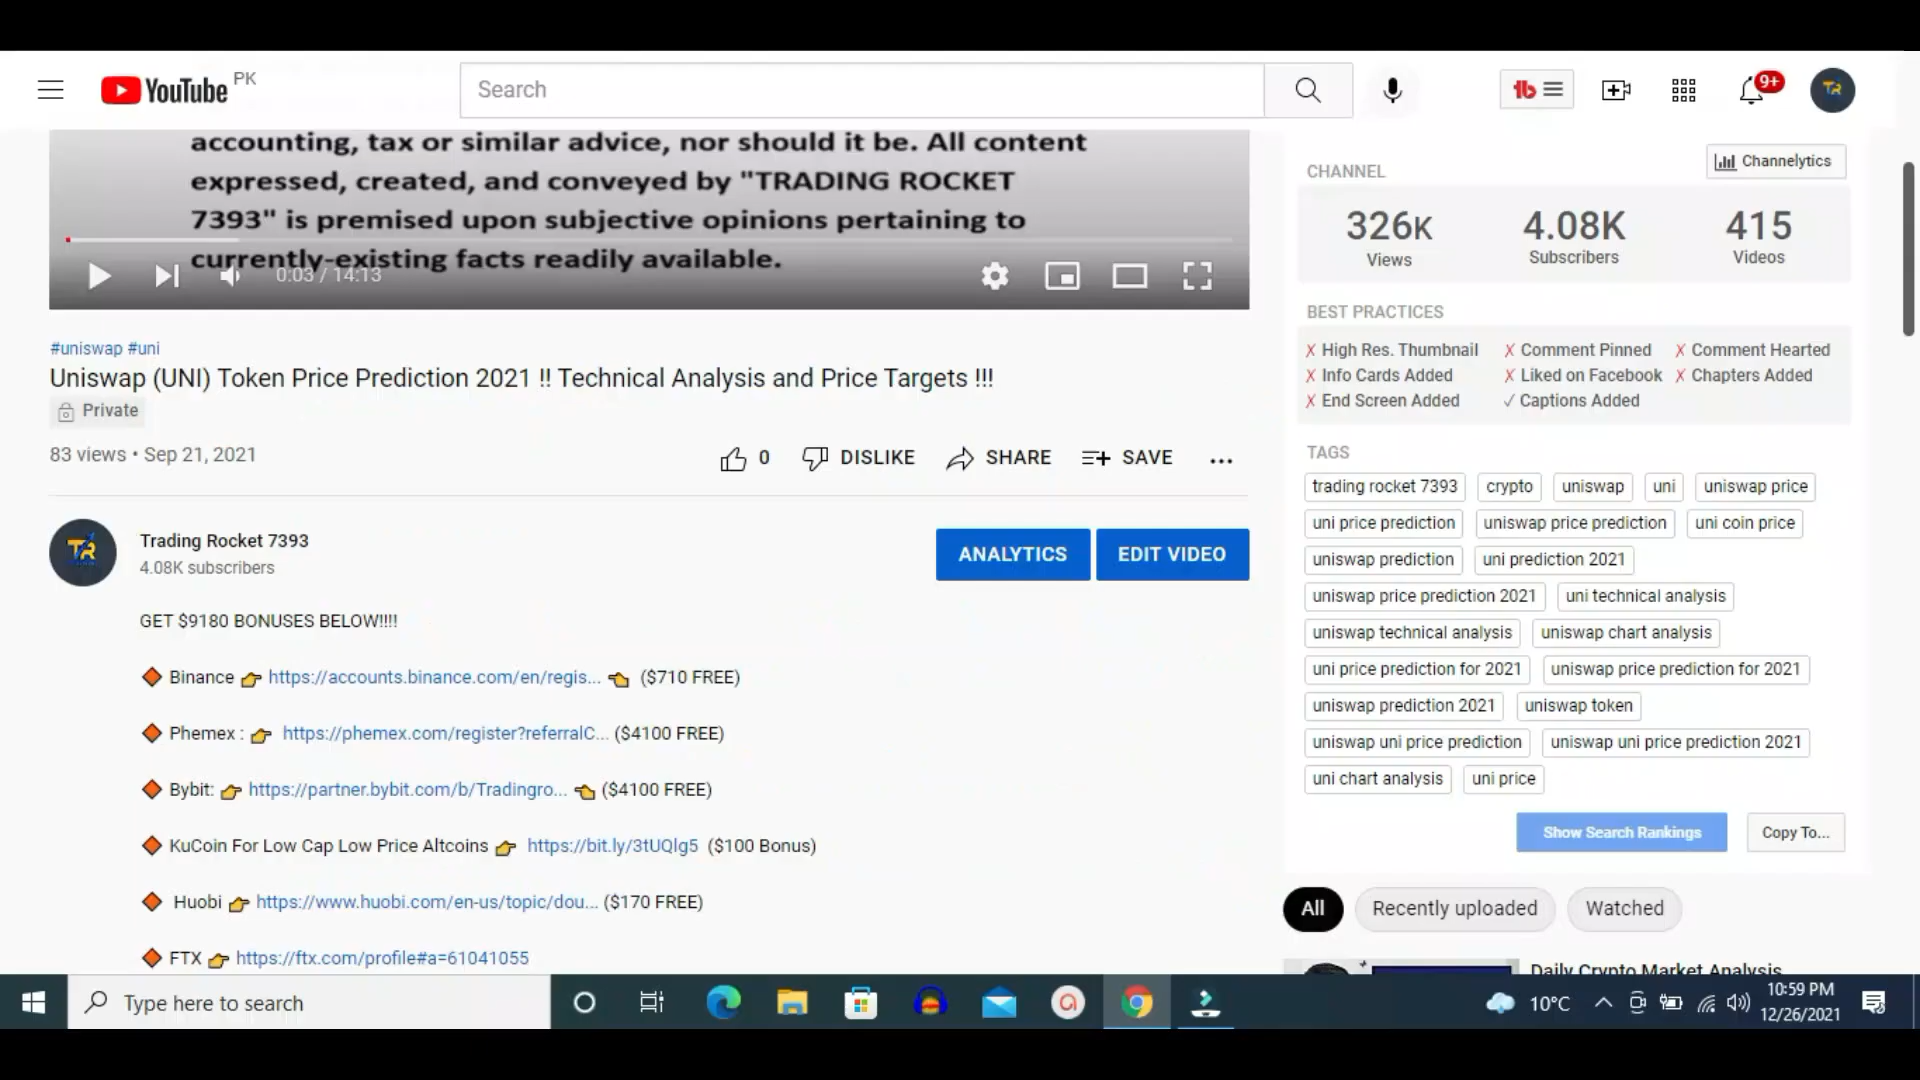 YouTube PK
Search
9+
accounting, tax or similar advice, nor should it be. All content
expressed, created, and conveyed by "TRADING ROCKET
7393" is premised upon subjective opinions pertaining to
currently-existing facts readily available.
0:03 / 14:13
#uniswap #uni
Uniswap (UNI) Token Price Prediction 2021 !! Technical Analysis and Price Targets !!!
Private
83 views • Sep 21, 2021
0 DISLIKE SHARE SAVE ...
Trading Rocket 7393
4.08K subscribers
ANALYTICS EDIT VIDEO
GET $9180 BONUSES BELOW!!!!
Binance https://accounts.binance.com/en/regis... ($710 FREE)
Phemex : https://phemex.com/register?referralC... ($4100 FREE)
Bybit: https://partner.bybit.com/b/Tradingro... ($4100 FREE)
KuCoin For Low Cap Low Price Altcoins https://bit.ly/3tUQlg5 ($100 Bonus)
Huobi https://www.huobi.com/en-us/topic/dou... ($170 FREE)
FTX https://ftx.com/profile#a=61041055
CHANNEL Channelytics
326K 4.08K 415
Views Subscribers Videos
BEST PRACTICES
✗ High Res. Thumbnail ✗ Comment Pinned ✗ Comment Hearted
✗ Info Cards Added ✗ Liked on Facebook ✗ Chapters Added
✗ End Screen Added ✓ Captions Added
TAGS
trading rocket 7393 crypto uniswap uni uniswap price
uni price prediction uniswap price prediction uni coin price
uniswap prediction uni prediction 2021
uniswap price prediction 2021 uni technical analysis
uniswap technical analysis uniswap chart analysis
uni price prediction for 2021 uniswap price prediction for 2021
uniswap prediction 2021 uniswap token
uniswap uni price prediction uniswap uni price prediction 2021
uni chart analysis uni price
Show Search Rankings Copy To...
All Recently uploaded Watched
Daily Crypto Market Analysis
Type here to search
10°C
10:59 PM
12/26/2021